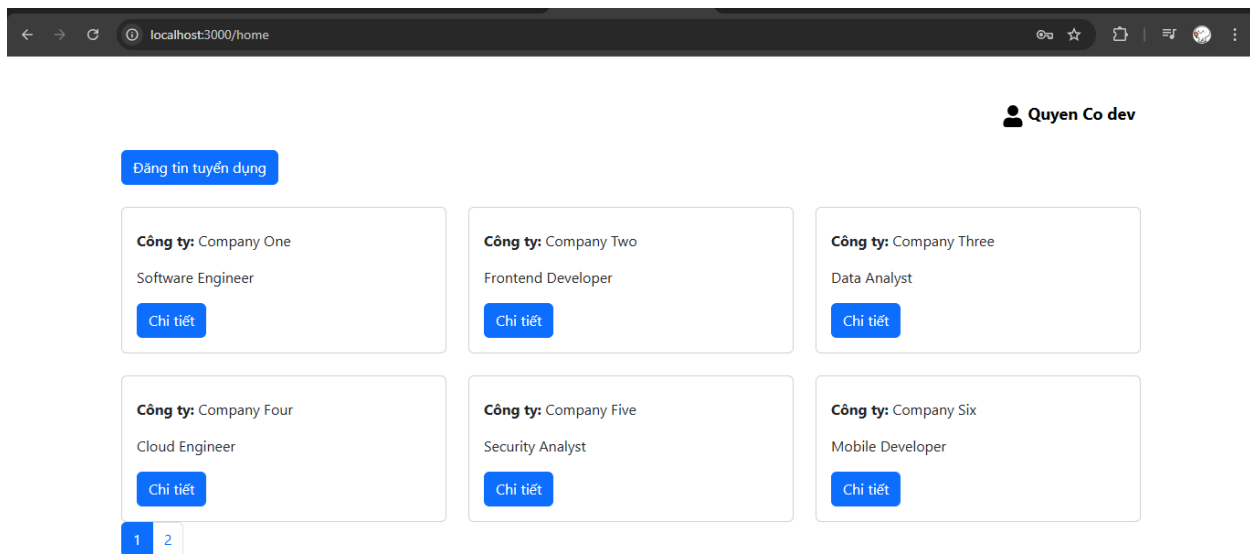 localhost:3000/home
Quyen Co dev
Đăng tin tuyển dụng
Công ty: Company One
Software Engineer
Chi tiết
Công ty: Company Two
Frontend Developer
Chi tiết
Công ty: Company Three
Data Analyst
Chi tiết
Công ty: Company Four
Cloud Engineer
Chi tiết
Công ty: Company Five
Security Analyst
Chi tiết
Công ty: Company Six
Mobile Developer
Chi tiết
1 2